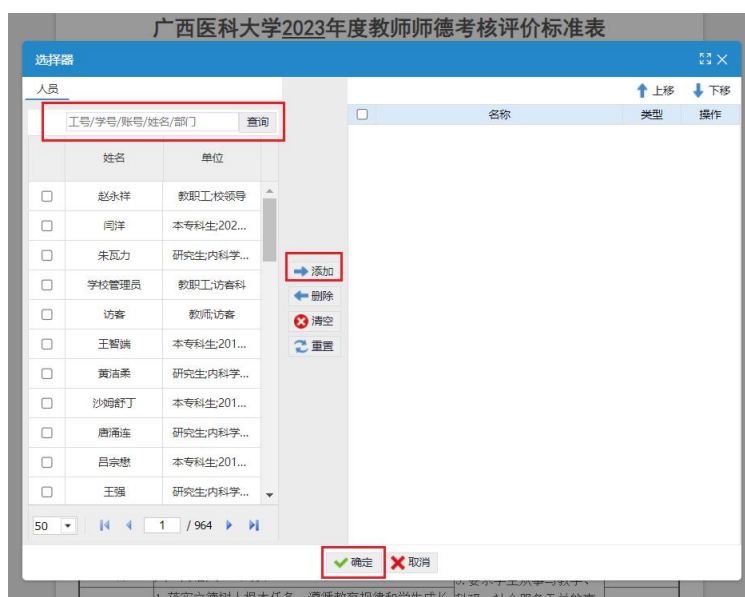 广西医科大学2023年度教师师德考核评价标准表
选择器
人员
上移 下移
工号/学号/账号/姓名/部门 查询
名称 类型 操作
姓名 单位
赵永祥 教职工;校领导
闫洋 本专科生;202...
朱瓦力 研究生;内科学...
学校管理员 教职工;访客科
访客 教师;访客
王智端 本专科生;201...
黄洁柔 研究生;内科学...
沙姆舒丁 本专科生;201...
唐涌连 研究生;内科学...
吕宗懋 本专科生;201...
王强 研究生;内科学...
添加
删除
清空
重置
50 1 / 964
确定 取消